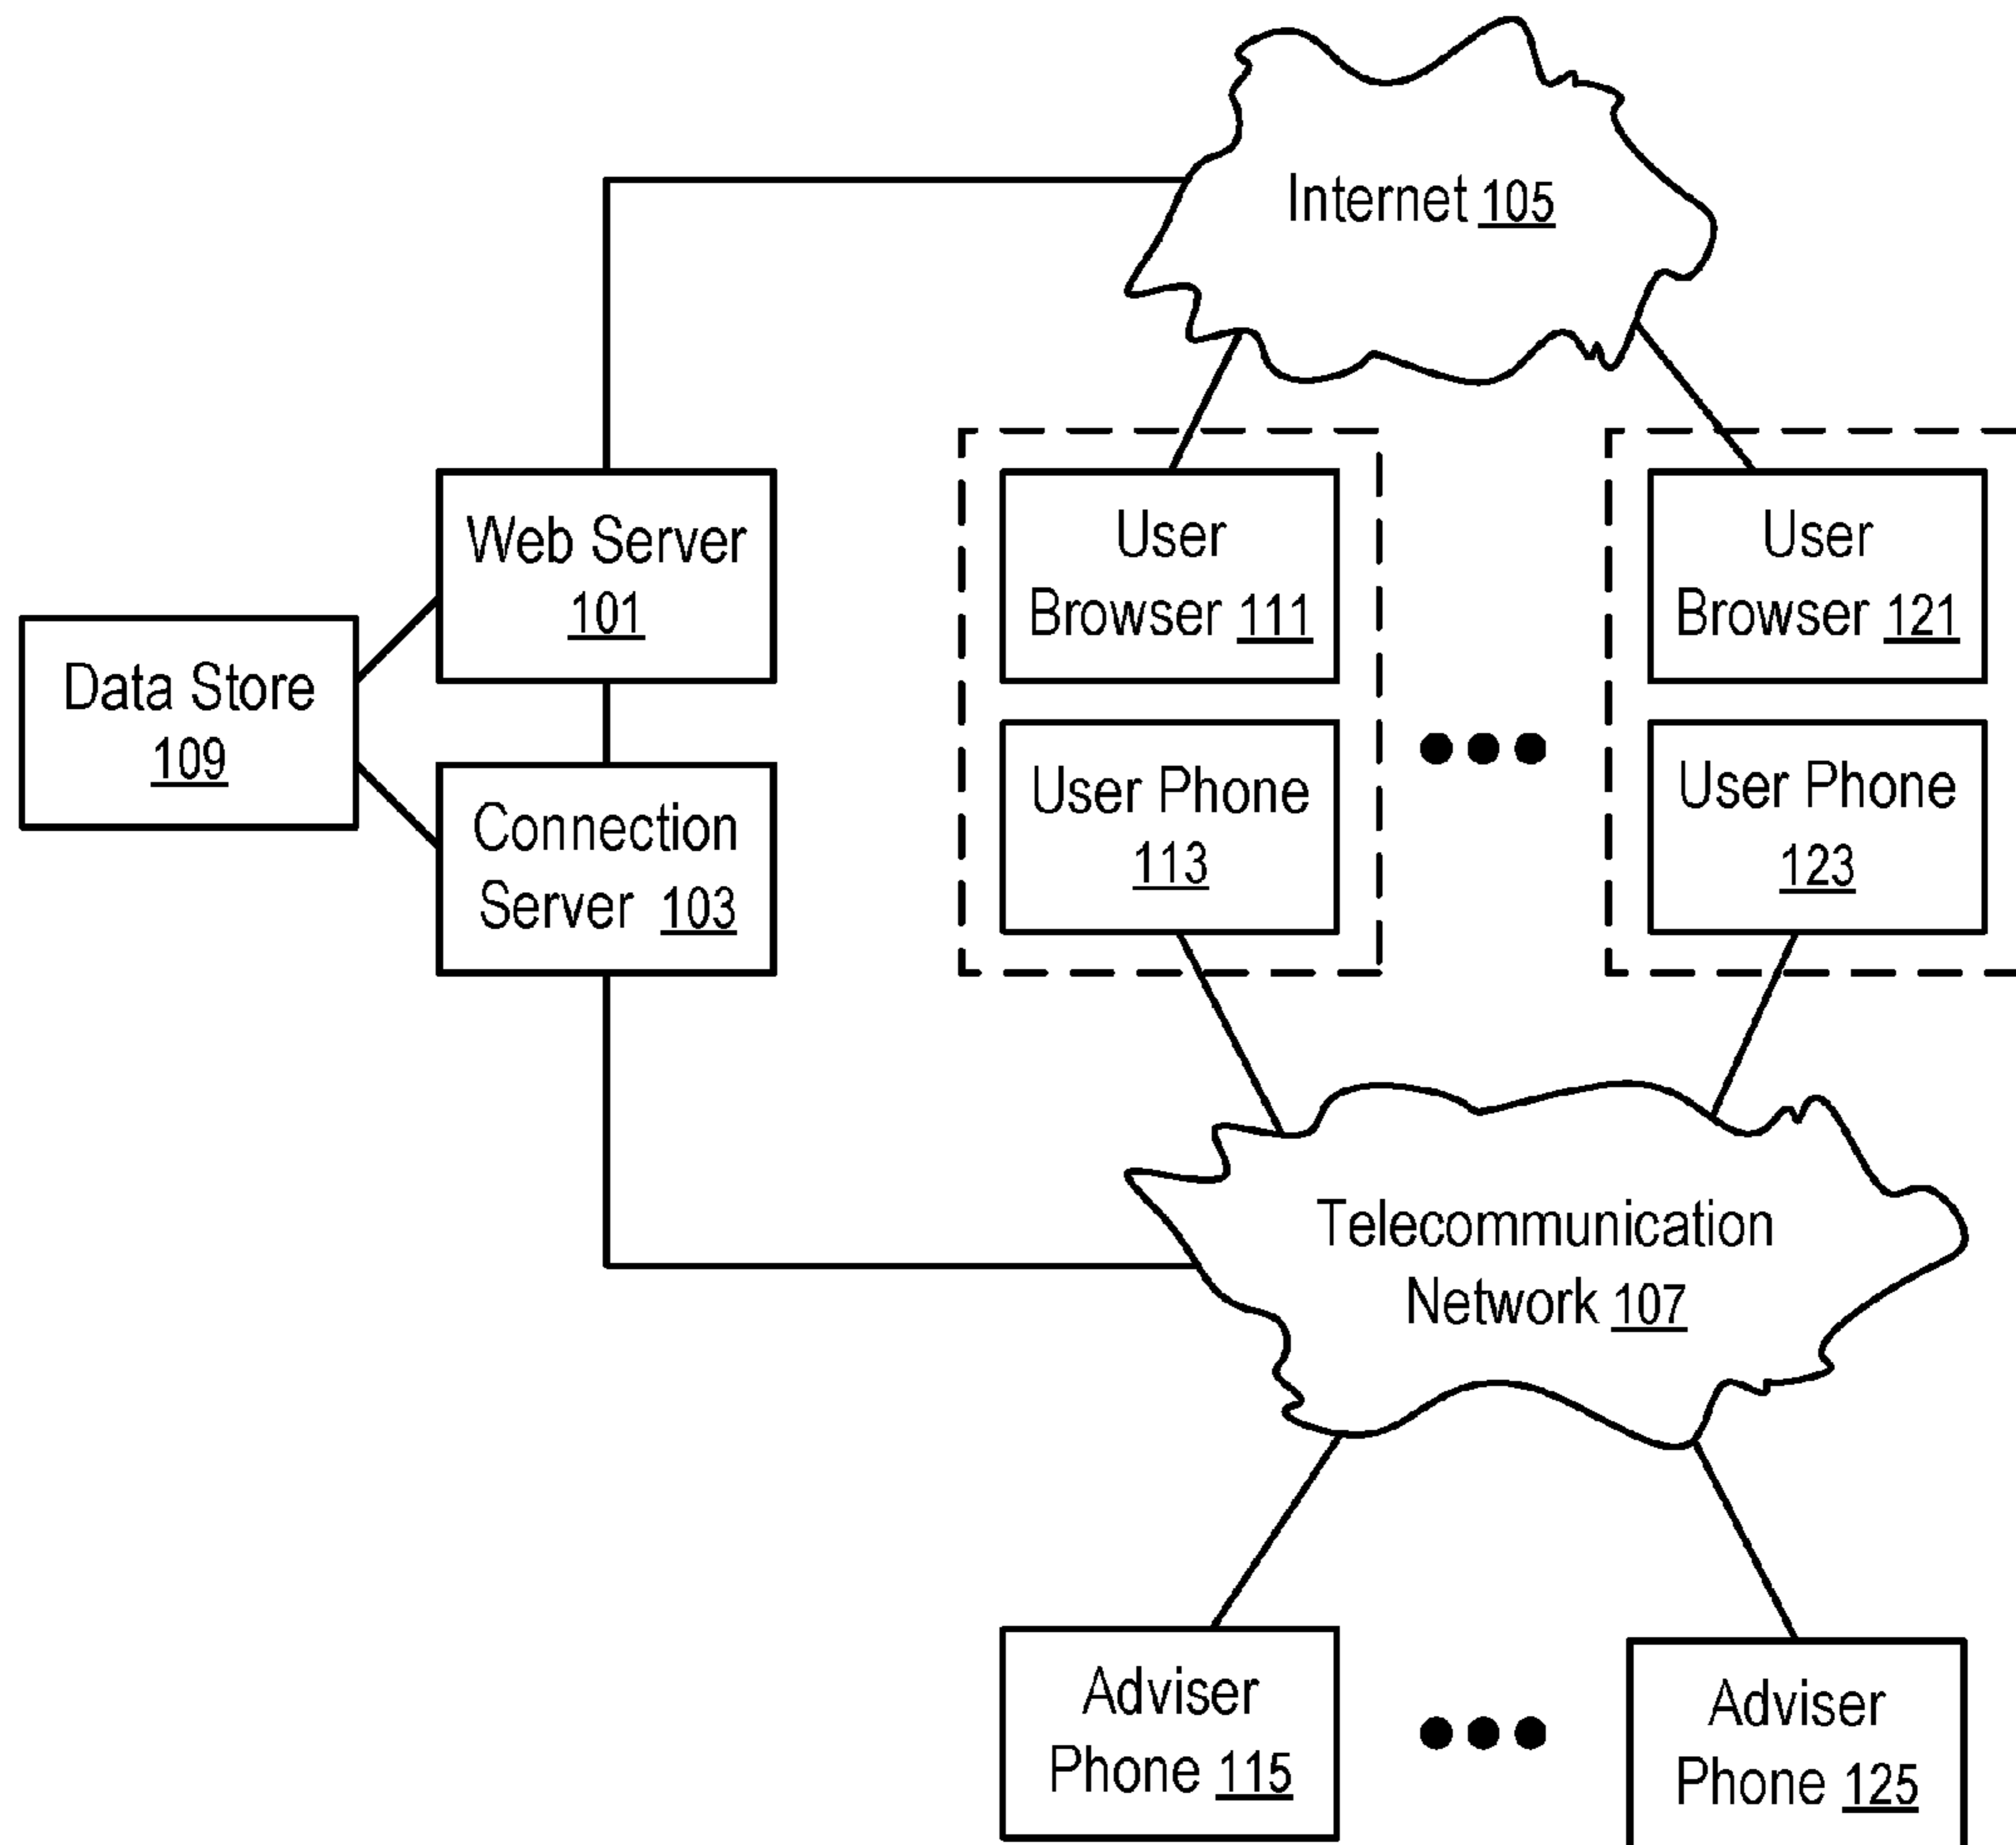 Internet 105
Web Server
101
User
Browser 111
User
Browser 121
Data Store
109
Connection
Server 103
User Phone
113
User Phone
123
Telecommunication
Network 107
Adviser
Phone 115
Adviser
Phone 125